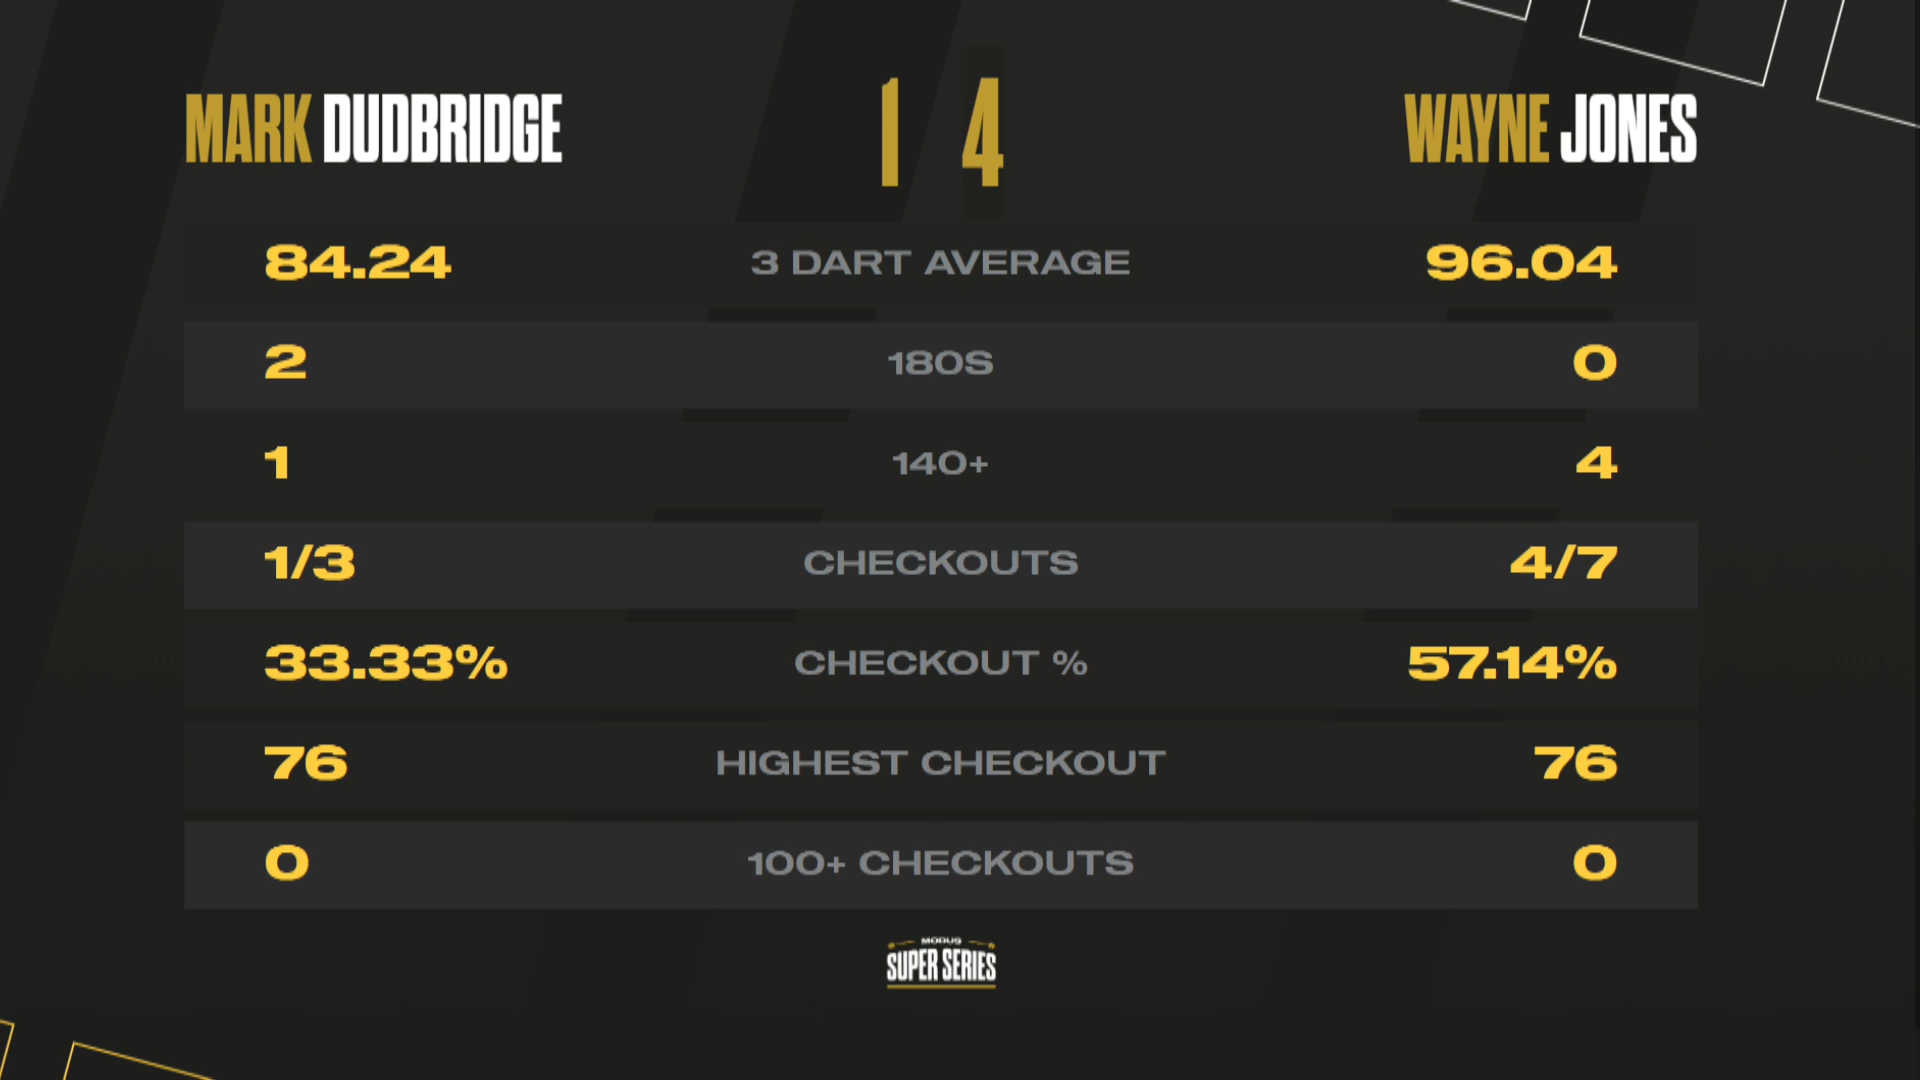 MARK DUDBRIDGE 1 4 WAYNE JONES
84.24 3 DART AVERAGE 96.04
2 180S 0
1 140+ 4
1/3 CHECKOUTS 4/7
33.33% CHECKOUT % 57.14%
76 HIGHEST CHECKOUT 76
0 100+ CHECKOUTS 0
MODUS
SUPER SERIES